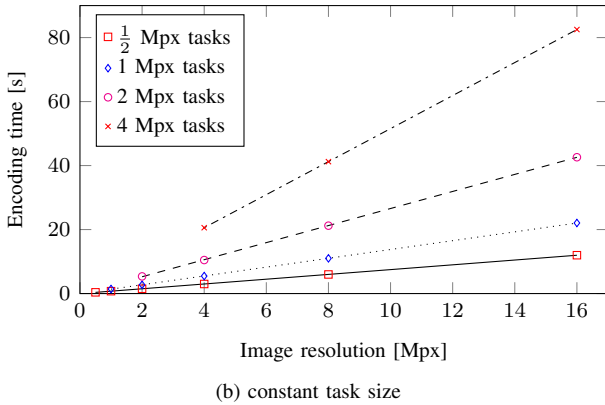 80
60
40
20
0
Encoding time [s]
1/2 Mpx tasks
1 Mpx tasks
2 Mpx tasks
4 Mpx tasks
0 2 4 6 8 10 12 14 16
Image resolution [Mpx]
(b) constant task size